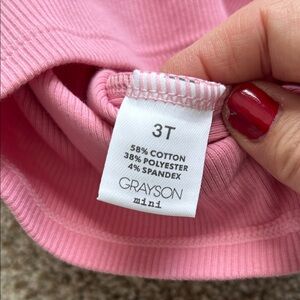 3T
58% COTTON
38% POLYESTER
4% SPANDEX
GRAYSON
mini